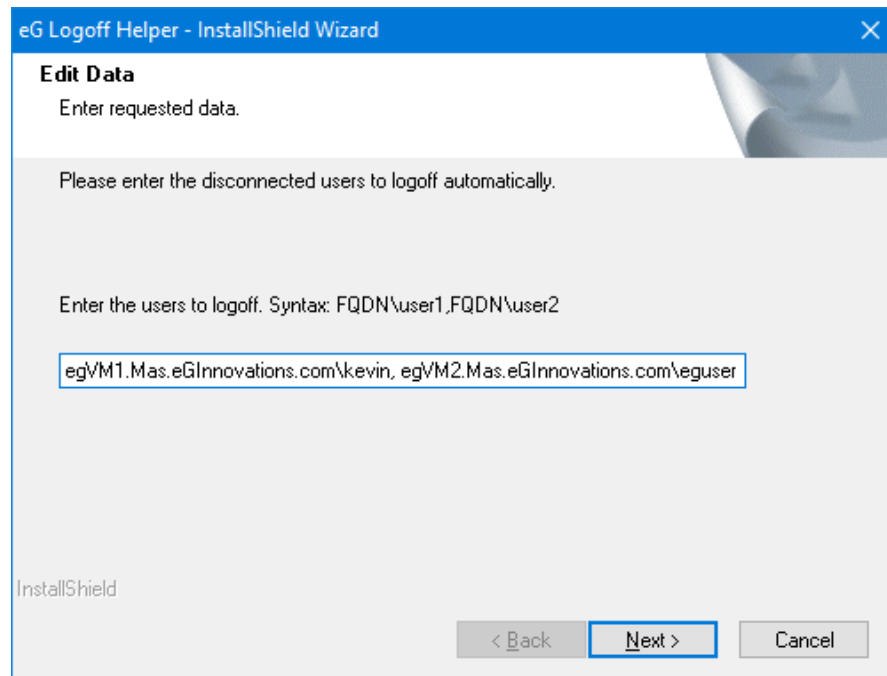 eG Logoff Helper - InstallShield Wizard
Edit Data
Enter requested data.
Please enter the disconnected users to logoff automatically.
Enter the users to logoff. Syntax: FQDN\user1,FQDN\user2
egVM1.Mas.eGInnovations.com\kevin, egVM2.Mas.eGInnovations.com\eguser
InstallShield
< Back Next > Cancel